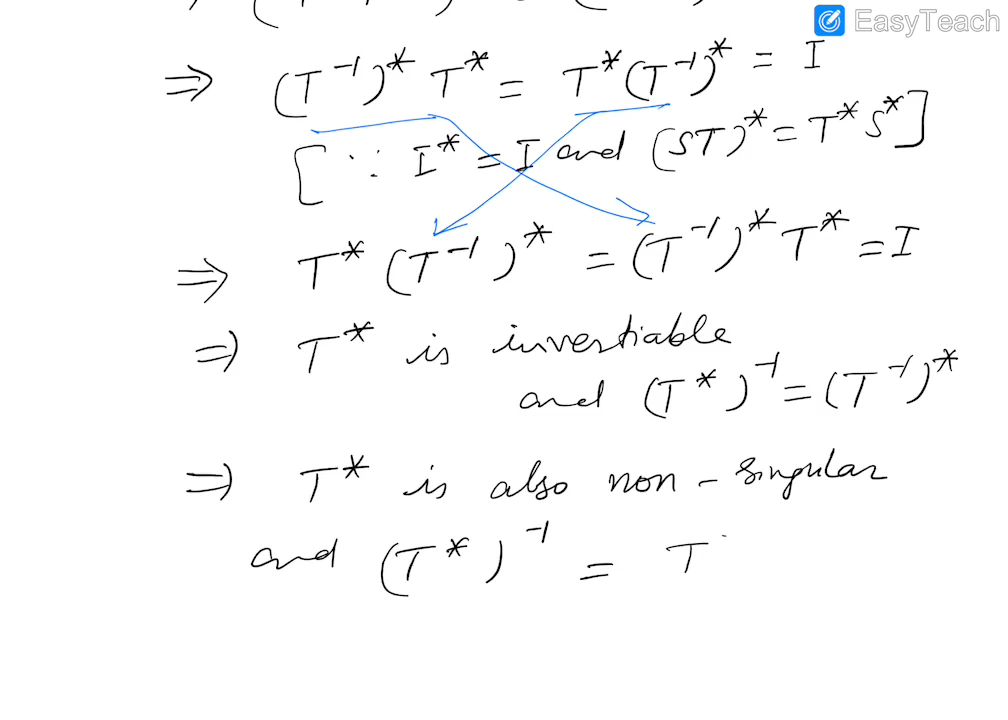 EasyTeach
⇒ (T⁻¹)* T* = T*(T⁻¹)* = I
[∵ I* = I and (ST)* = T* S*]
⇒ T* (T⁻¹)* = (T⁻¹)* T* = I
⇒ T* is invertiable
and (T*)⁻¹ = (T⁻¹)*
⇒ T* is also non-singular
and (T*)⁻¹ = T